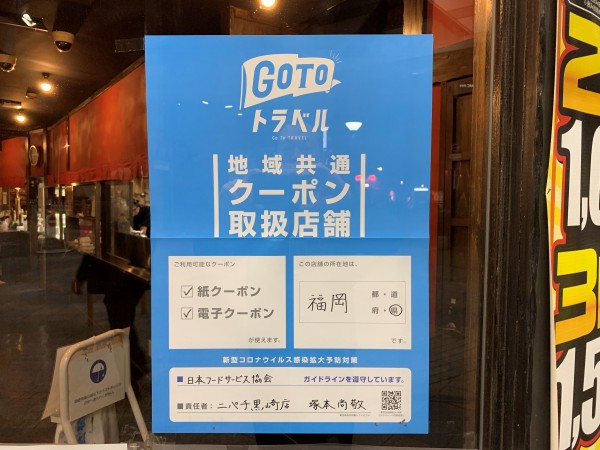 GOTO
トラベル
Go To TRAVEL
地域共通
クーポン
取扱店舗
ご利用可能なクーポン
☑紙クーポン
☑電子クーポン
が使えます。
この店舗の所在地は、
福岡
都・道
府・県
です。
新型コロナウイルス感染拡大予防対策
■日本フードサービス協会 ガイドラインを遵守しています。
■責任者:
塚本尚敬